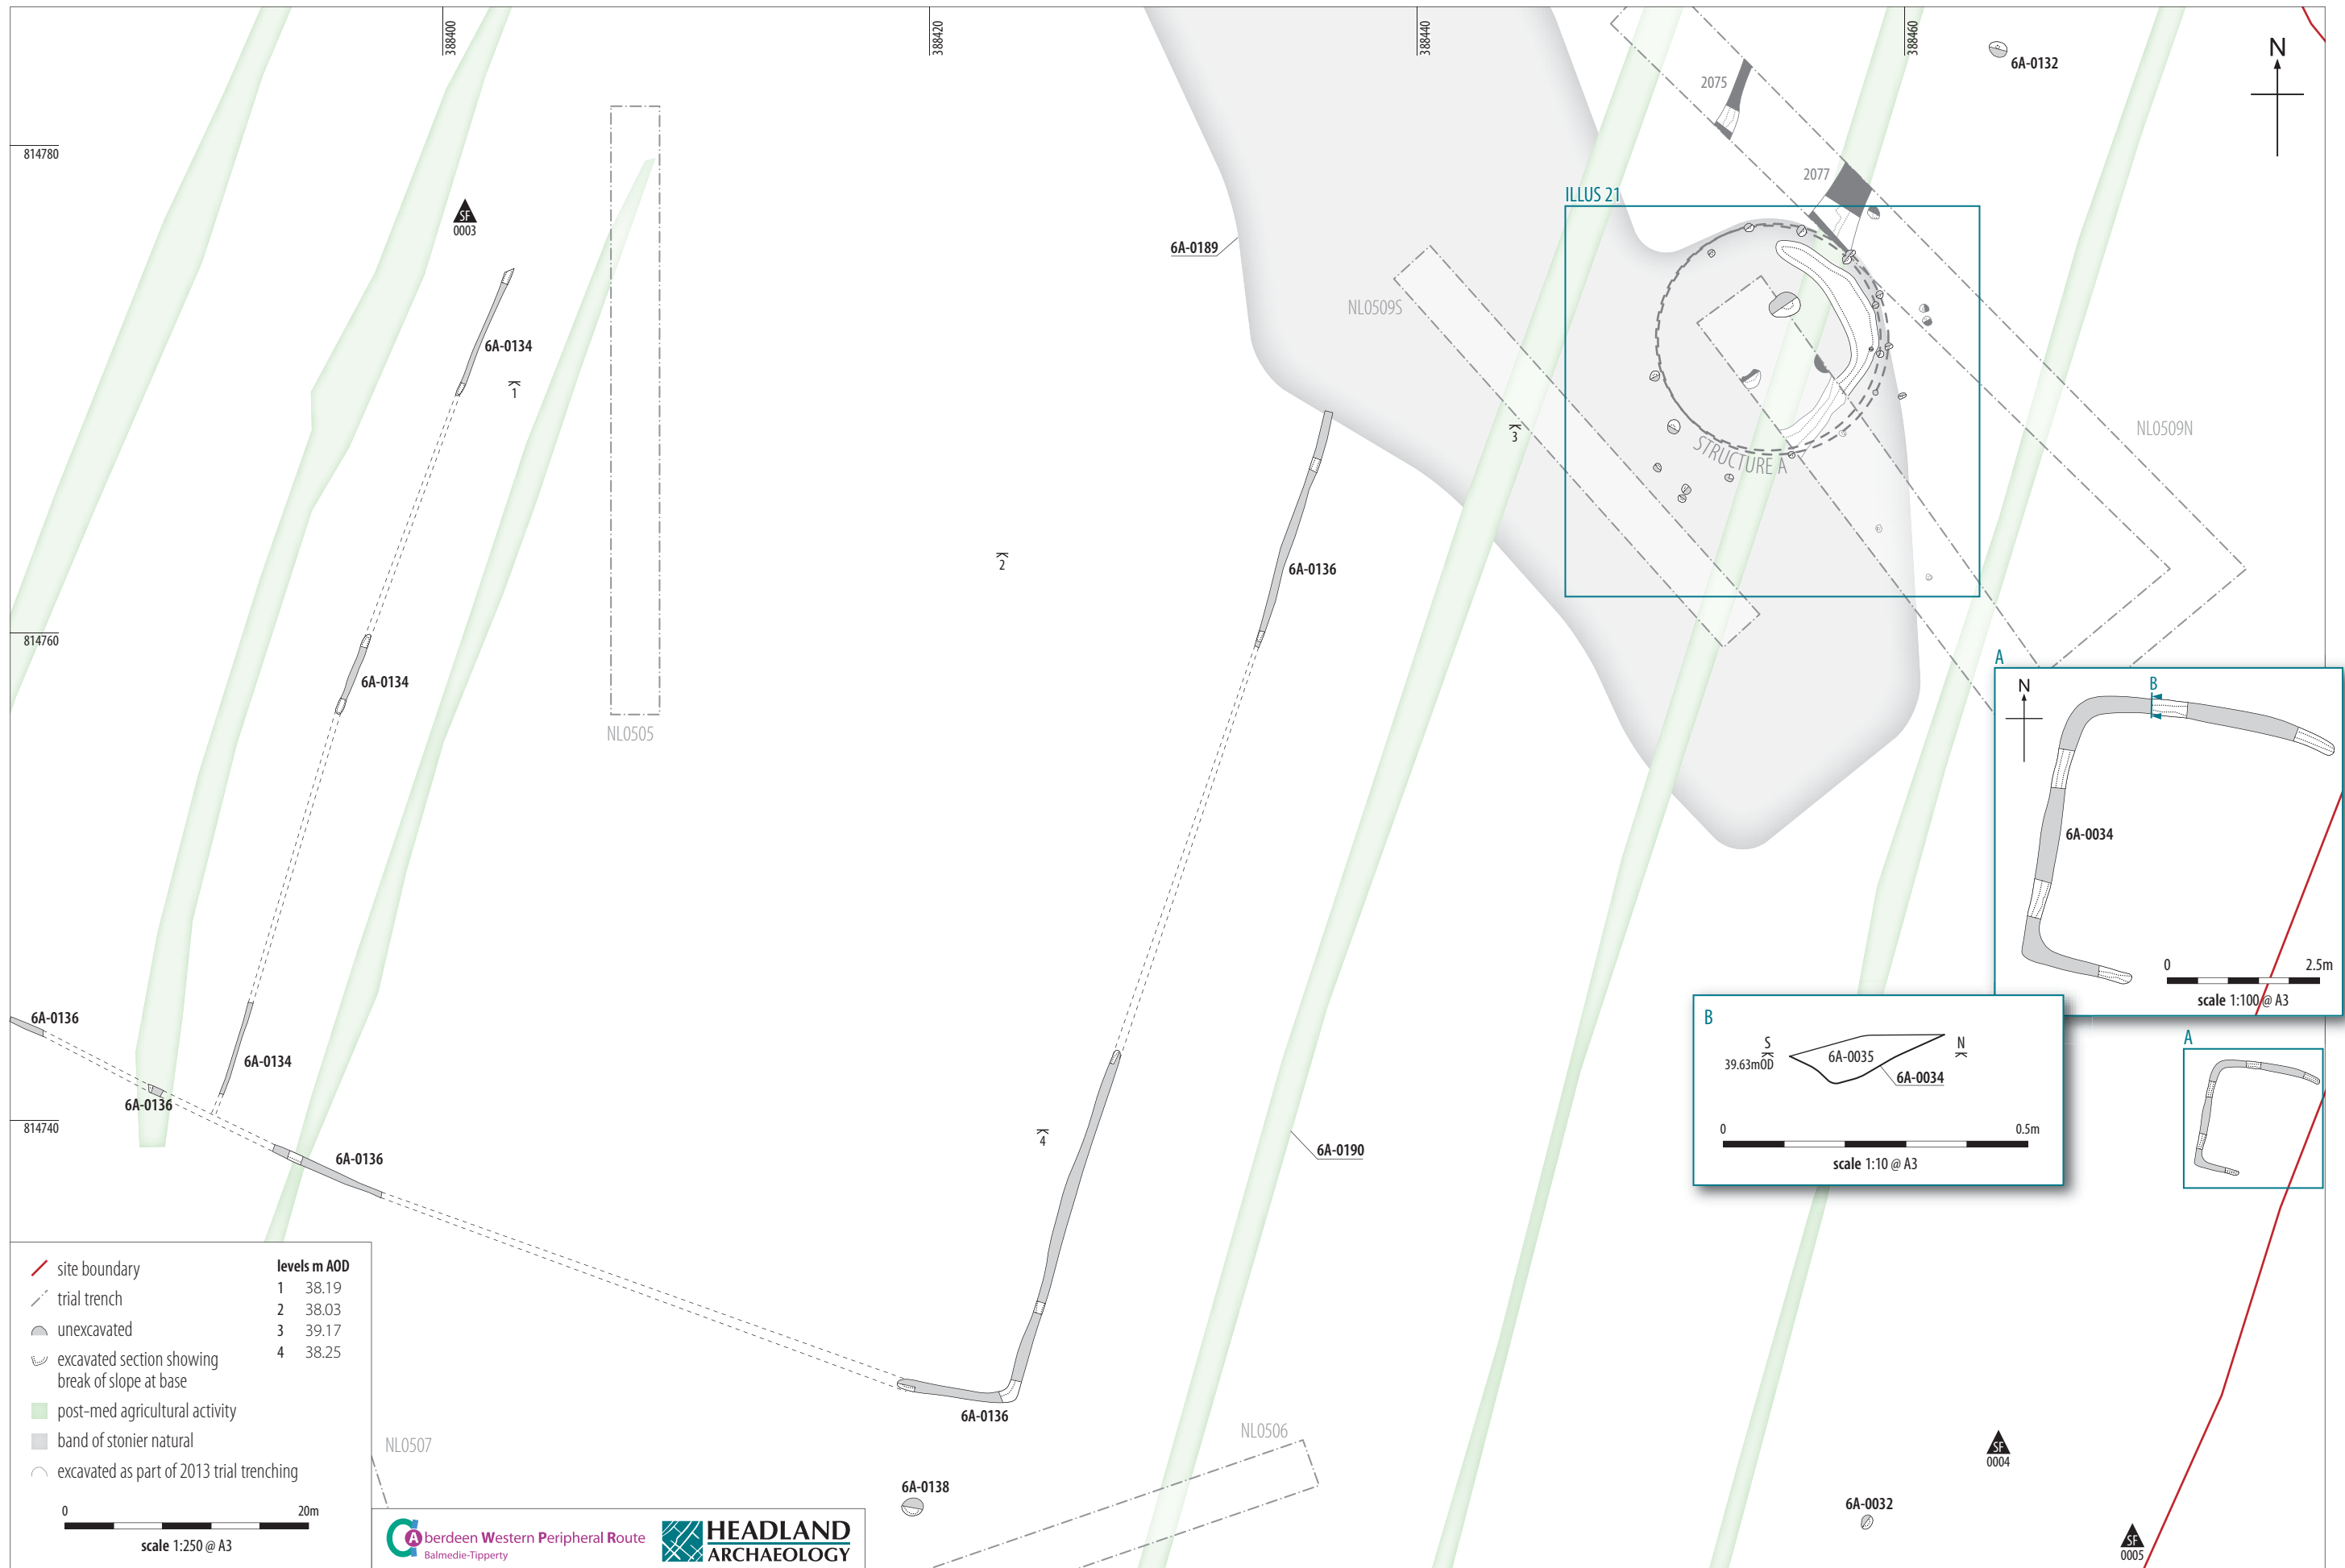 388400
388420
388440
388460
N
6A-0132
2075
814780
2077
ILLUS 21
SF
0003
6A-0189
NL0509S
6A-0134
1
NL0509N
3
STRUCTURE A
2
6A-0136
814760
6A-0134
NL0505
A
N
B
6A-0034
0 2.5m
scale 1:100 @ A3
6A-0136
6A-0134
6A-0136
814740
6A-0136
4
6A-0190
B
S
39.63mOD
6A-0035
N
6A-0034
0 0.5m
scale 1:10 @ A3
A
6A-0136
NL0507
NL0506
6A-0138
SF
0004
6A-0032
SF
0005
site boundary
trial trench
unexcavated
excavated section showing
break of slope at base
post-med agricultural activity
band of stonier natural
excavated as part of 2013 trial trenching
levels m AOD
1 38.19
2 38.03
3 39.17
4 38.25
0 20m
scale 1:250 @ A3
Aberdeen Western Peripheral Route
Balmedie-Tipperty
HEADLAND
ARCHAEOLOGY